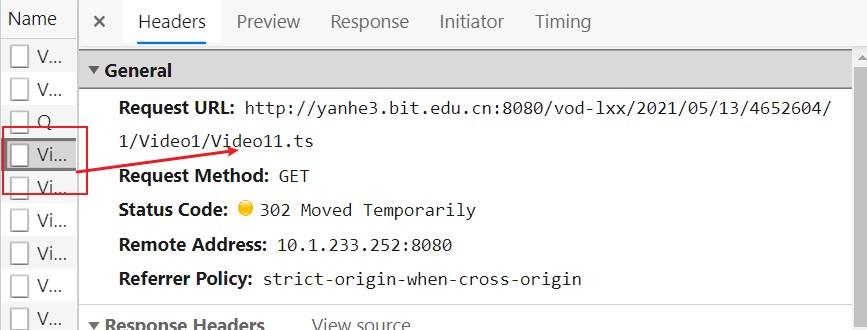 Name
× Headers Preview Response Initiator Timing
V...
▼ General
V...
Request URL: http://yanhe3.bit.edu.cn:8080/vod-lxx/2021/05/13/4652604/
Q
1/Video1/Video11.ts
Vi...
Request Method: GET
Vi...
Status Code: 302 Moved Temporarily
Vi...
Remote Address: 10.1.233.252:8080
Vi...
Referrer Policy: strict-origin-when-cross-origin
V...
V...
▼ Response Headers View source